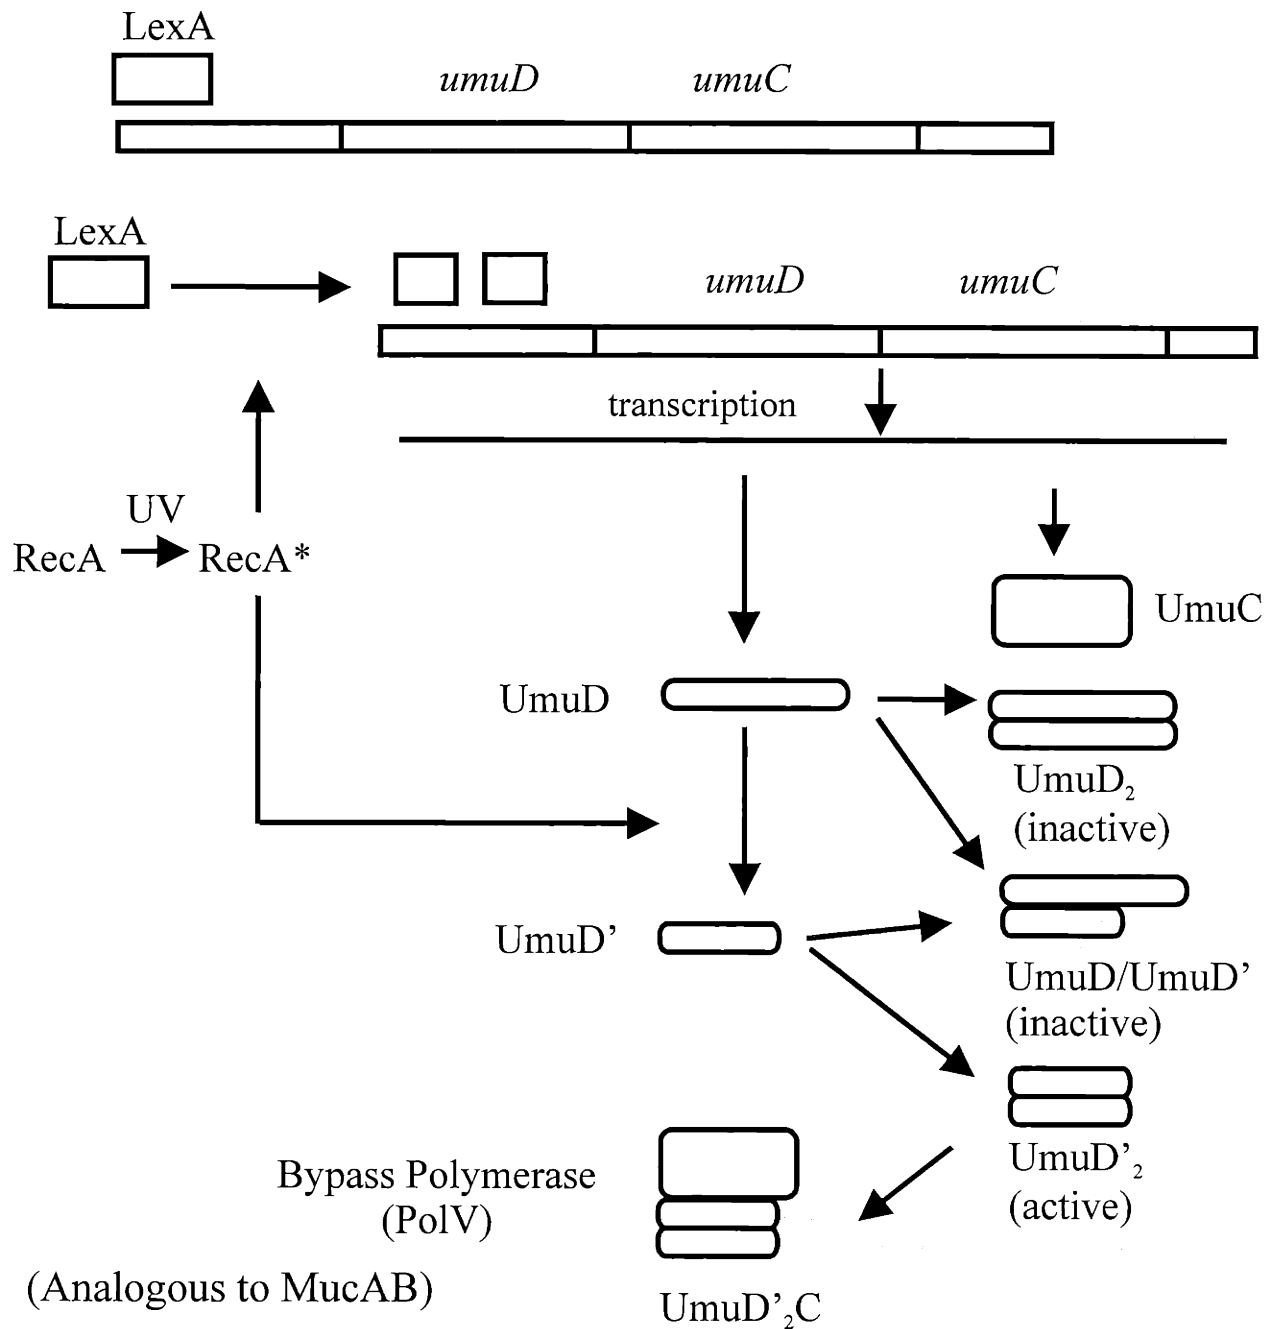 LexA
umuD umuC
LexA
umuD umuC
transcription
UV
RecA RecA*
UmuC
UmuD
UmuD₂
(inactive)
UmuD’
UmuD/UmuD’
(inactive)
UmuD’₂
(active)
Bypass Polymerase
(PolV)
(Analogous to MucAB)
UmuD’₂C